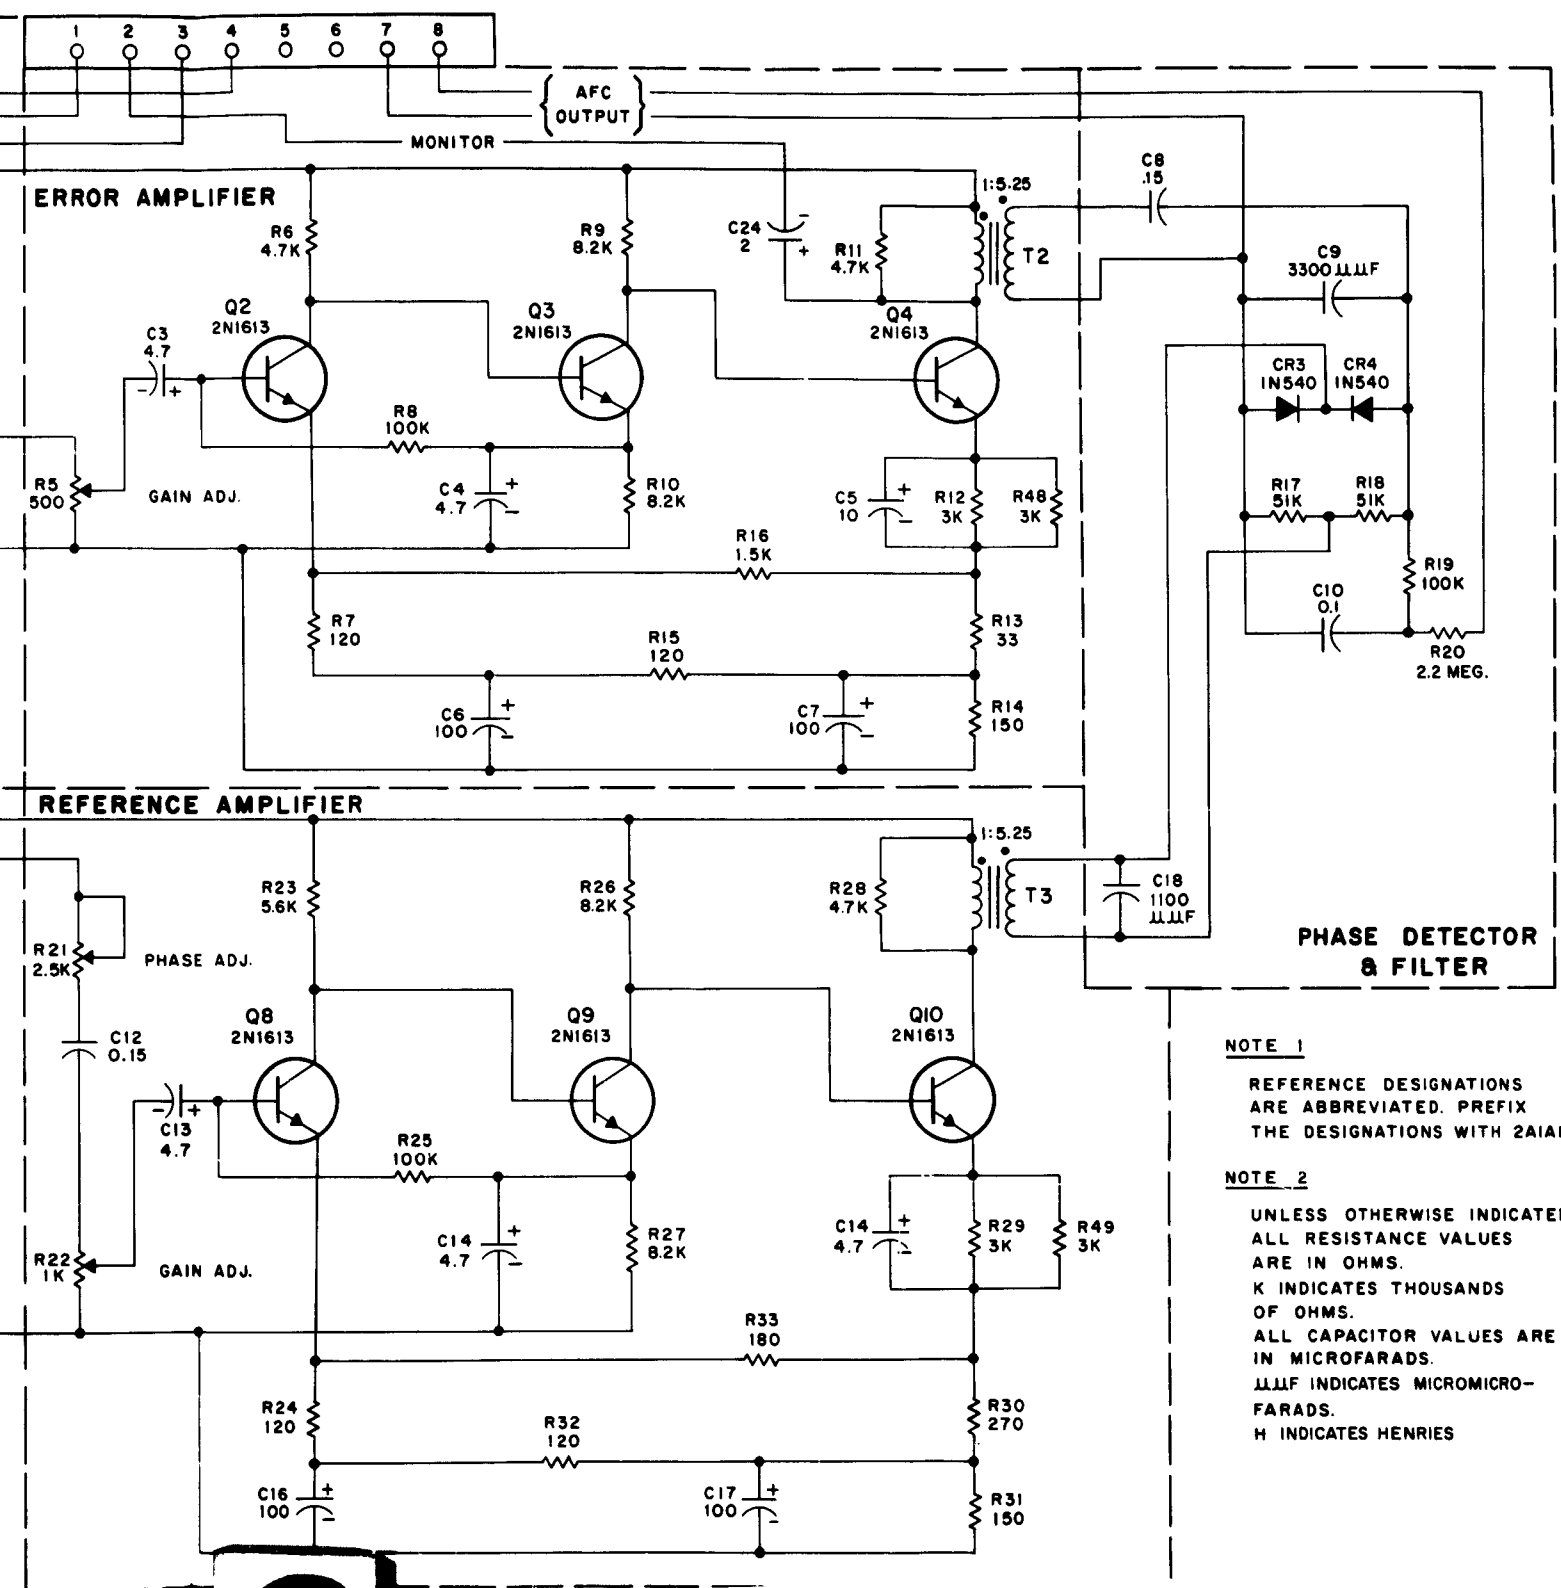 1 2 3 4 5 6 7 8
AFC
OUTPUT
MONITOR
ERROR AMPLIFIER
R6
4.7K
R9
8.2K
C24
2
-
+
R11
4.7K
1:5.25
T2
C8
.15
C9
3300 µµF
Q2
2N1613
Q3
2N1613
Q4
2N1613
C3
4.7
- +
CR3
1N540
CR4
1N540
R8
100K
R5
500
GAIN ADJ.
C4
4.7
+
-
R10
8.2K
C5
10
+
-
R12
3K
R48
3K
R17
51K
R18
51K
R16
1.5K
R19
100K
C10
0.1
R7
120
R15
120
R13
33
R20
2.2 MEG.
C6
100
+
-
C7
100
+
-
R14
150
REFERENCE AMPLIFIER
R23
5.6K
R26
8.2K
R28
4.7K
1:5.25
T3
C18
1100
µµF
PHASE DETECTOR
& FILTER
R21
2.5K
PHASE ADJ.
Q8
2N1613
Q9
2N1613
Q10
2N1613
C12
0.15
- +
C13
4.7
R25
100K
R22
1K
GAIN ADJ.
C14
4.7
+
-
R27
8.2K
C14
4.7
+
-
R29
3K
R49
3K
R33
180
R24
120
R32
120
R30
270
C16
100
+
-
C17
100
+
-
R31
150
NOTE 1
REFERENCE DESIGNATIONS
ARE ABBREVIATED. PREFIX
THE DESIGNATIONS WITH
NOTE 2
UNLESS OTHERWISE
ALL RESISTANCE VALUES
ARE IN OHMS.
K INDICATES THOUSANDS
OF OHMS.
ALL CAPACITOR VALUES ARE
IN MICROFARADS.
µµF INDICATES MICROMICRO-
FARADS.
H INDICATES HENRIES